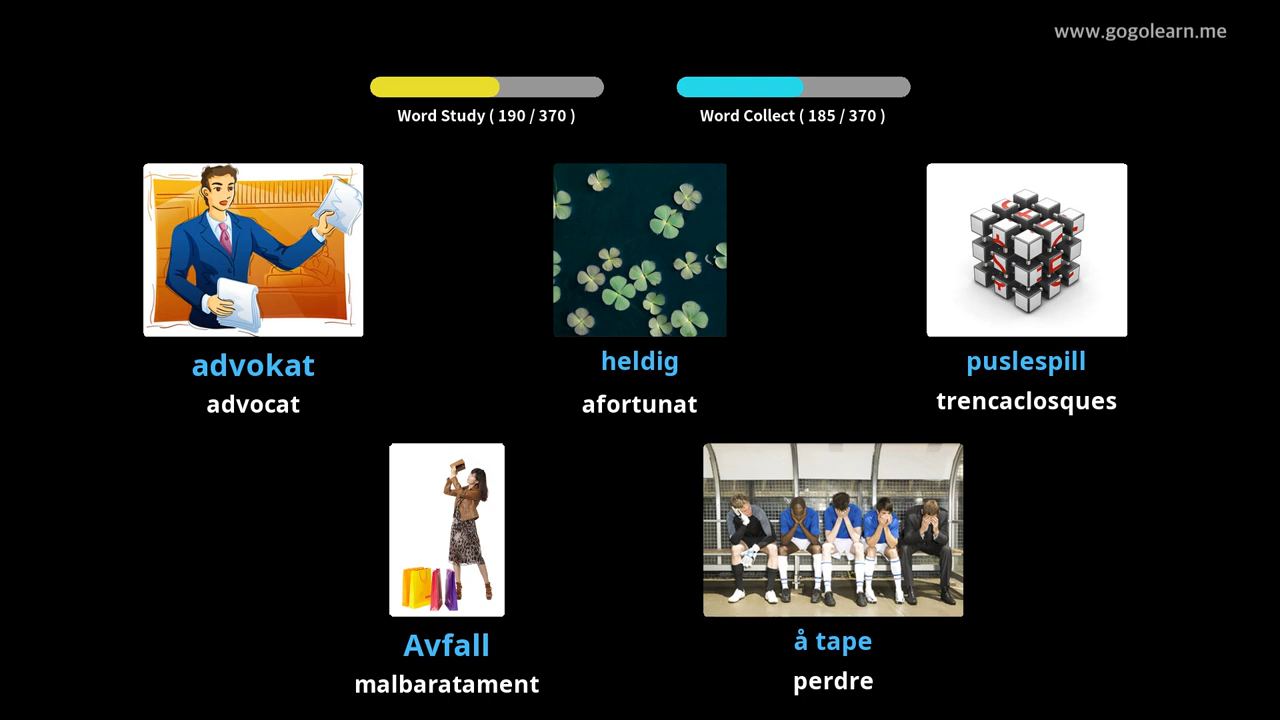 www.gogolearn.me
Word Study ( 190 / 370 )
Word Collect ( 185 / 370 )
advokat
advocat
heldig
afortunat
puslespill
trencaclosques
Avfall
malbaratament
å tape
perdre